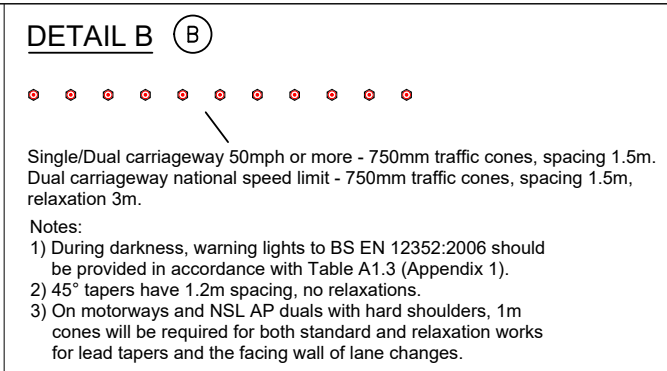 DETAIL B B
Single/Dual carriageway 50mph or more - 750mm traffic cones, spacing 1.5m.
Dual carriageway national speed limit - 750mm traffic cones, spacing 1.5m,
relaxation 3m.
Notes:
1) During darkness, warning lights to BS EN 12352:2006 should
be provided in accordance with Table A1.3 (Appendix 1).
2) 45° tapers have 1.2m spacing, no relaxations.
3) On motorways and NSL AP duals with hard shoulders, 1m
cones will be required for both standard and relaxation works
for lead tapers and the facing wall of lane changes.